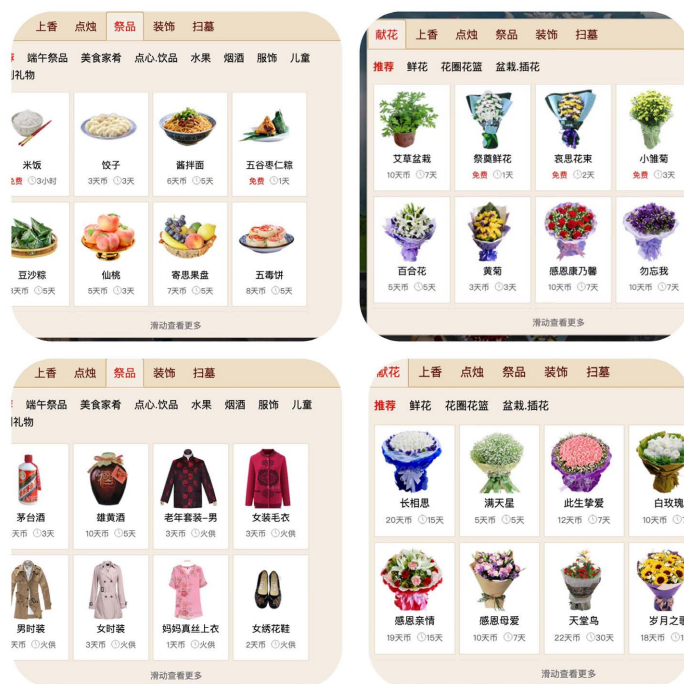 上香 点烛 祭品 装饰 扫墓
端午祭品 美食家肴 点心.饮品 水果 烟酒 服饰 儿童
礼物
米饭 饺子 酱拌面 五谷枣仁粽
免费 3小时 3天币 3天 6天币 5天 免费 1天
豆沙粽 仙桃 寄思果盘 五毒饼
天币 5天 5天币 3天 7天币 5天 8天币 5天
滑动查看更多
献花 上香 点烛 祭品 装饰 扫墓
推荐 鲜花 花圈花篮 盆栽.插花
艾草盆栽 祭奠鲜花 哀思花束 小雏菊
10天币 7天 免费 1天 免费 2天 免费 3天
百合花 黄菊 感恩康乃馨 勿忘我
5天币 5天 3天币 3天 10天币 7天 10天币 7天
滑动查看更多
上香 点烛 祭品 装饰 扫墓
端午祭品 美食家肴 点心.饮品 水果 烟酒 服饰 儿童
礼物
茅台酒 雄黄酒 老年套装–男 女装毛衣
天币 3天 10天币 5天 3天币 火供 3天币 火供
男时装 女时装 妈妈真丝上衣 女绣花鞋
天币 火供 3天币 火供 1天币 火供 2天币 火供
滑动查看更多
献花 上香 点烛 祭品 装饰 扫墓
推荐 鲜花 花圈花篮 盆栽.插花
长相思 满天星 此生挚爱 白玫瑰
20天币 15天 5天币 5天 12天币 7天 10天币
感恩亲情 感恩母爱 天堂鸟 岁月之歌
19天币 15天 10天币 7天 22天币 30天 18天币
滑动查看更多